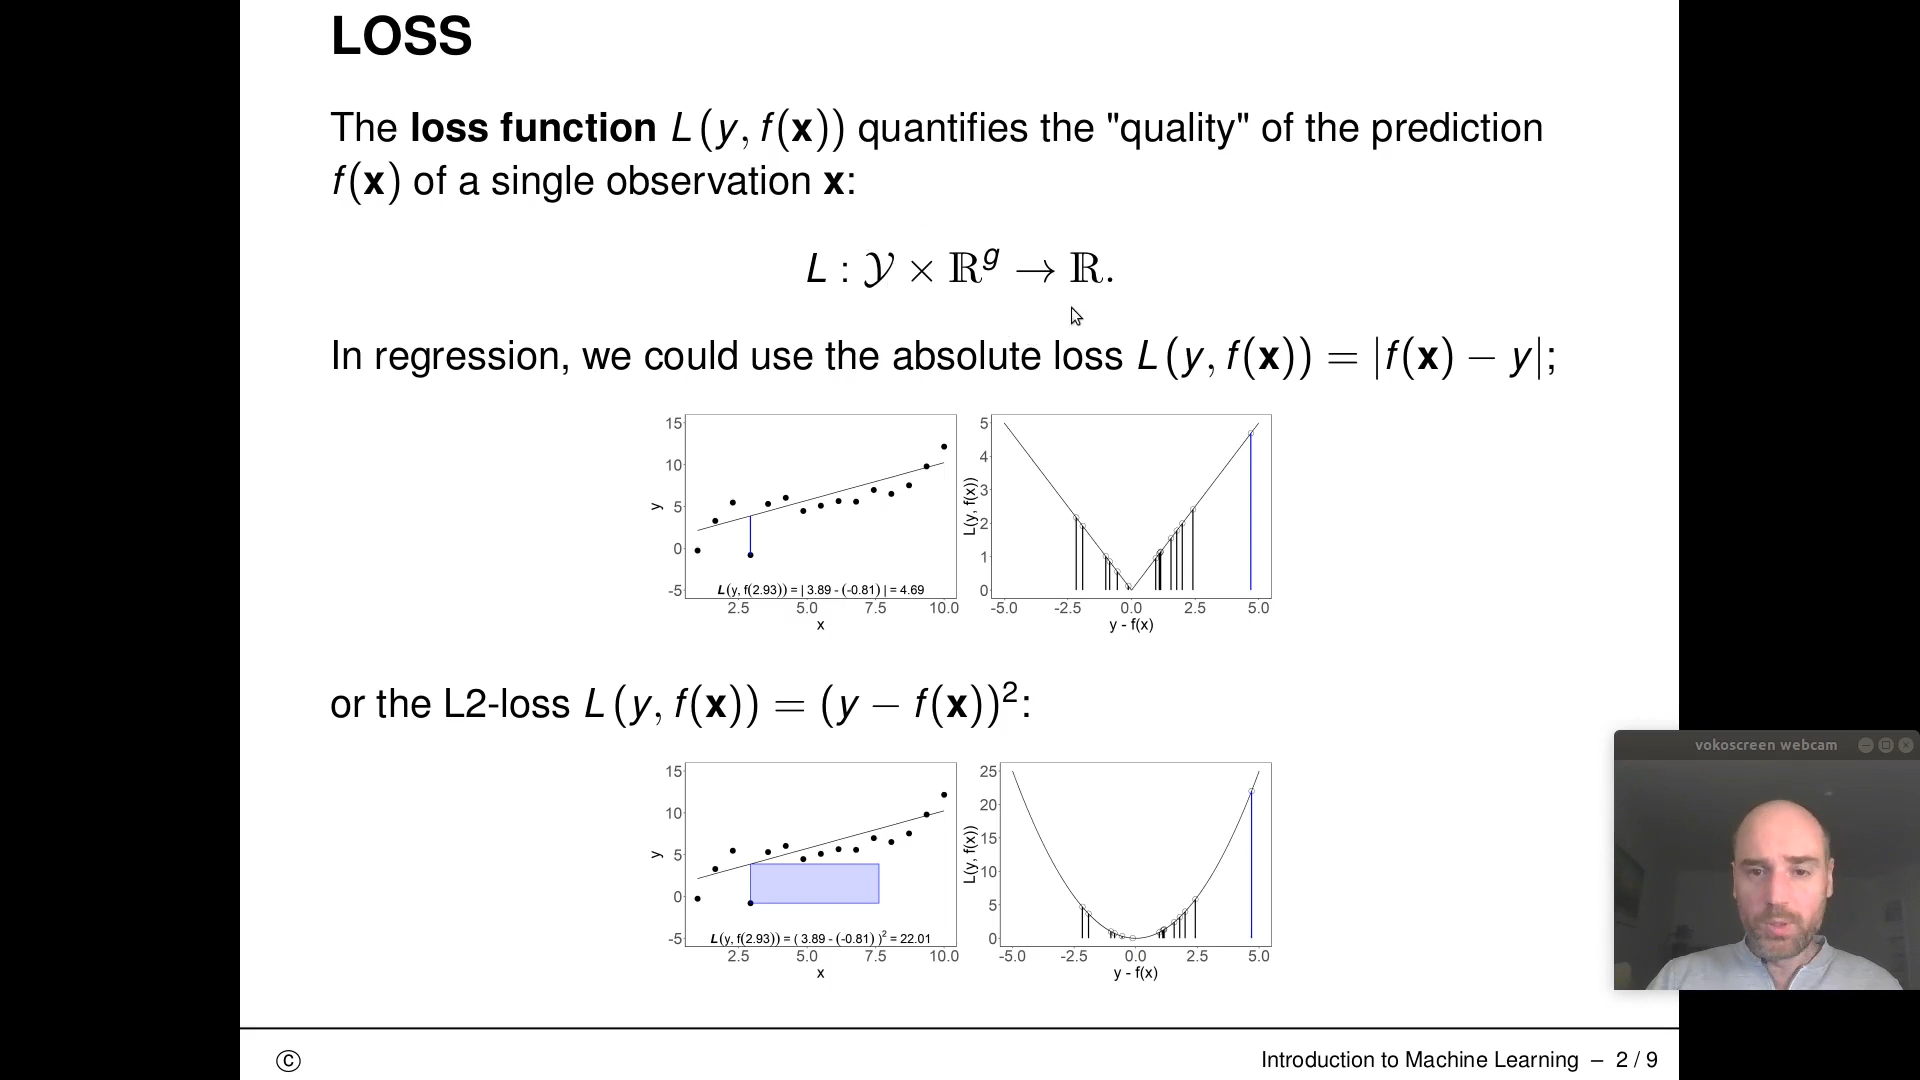 LOSS
The loss function L(y, f(x)) quantifies the "quality" of the prediction
f(x) of a single observation x:
L : 𝒴 × ℝ^g → ℝ.
In regression, we could use the absolute loss L(y, f(x)) = |f(x) − y|;
15
10
5
0
-5
y
L(y, f(2.93)) = | 3.89 - (-0.81) | = 4.69
2.5 5.0 7.5 10.0
x
5
4
3
2
1
0
L(y, f(x))
-5.0 -2.5 0.0 2.5 5.0
y - f(x)
or the L2-loss L(y, f(x)) = (y − f(x))²:
15
10
5
0
-5
y
L(y, f(2.93)) = ( 3.89 - (-0.81) )² = 22.01
2.5 5.0 7.5 10.0
x
25
20
15
10
5
0
L(y, f(x))
-5.0 -2.5 0.0 2.5 5.0
y - f(x)
vokoscreen webcam
© Introduction to Machine Learning – 2 / 9